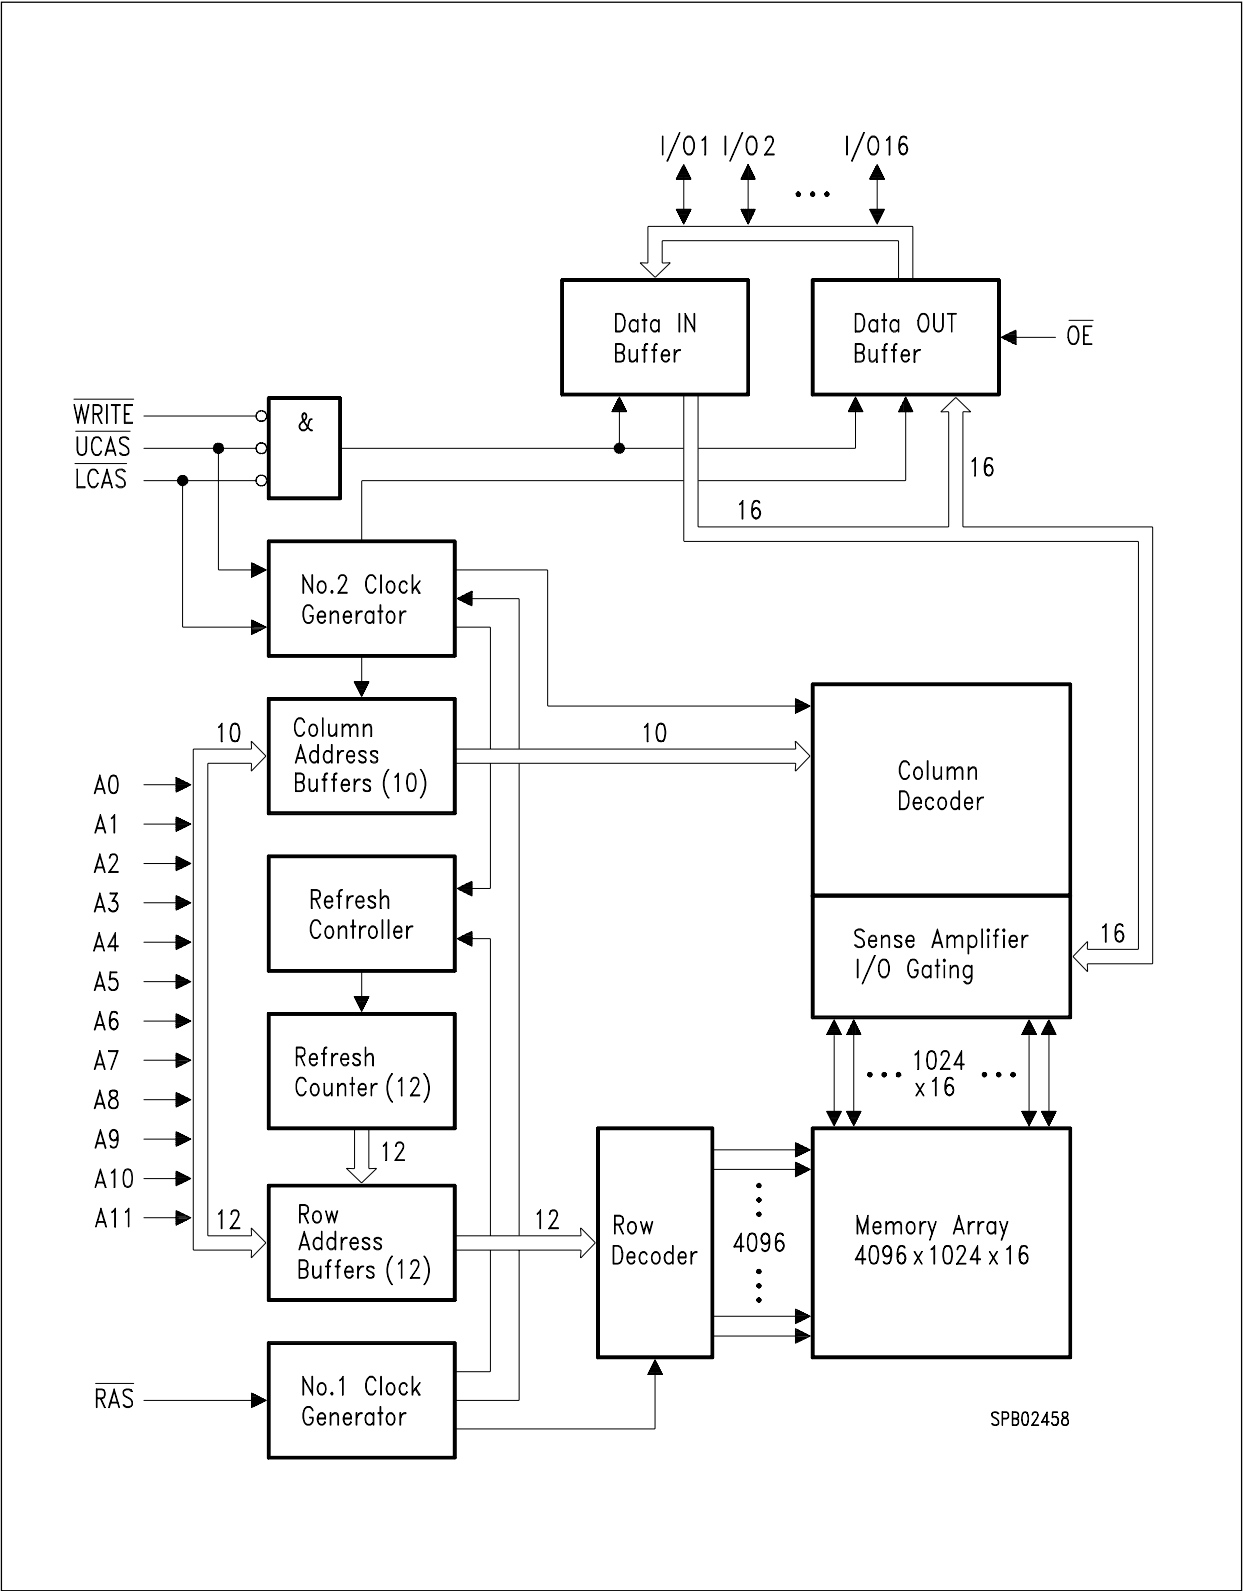 I/O1 I/O2 I/O16
Data IN
Buffer
Data OUT
Buffer
OE
WRITE
UCAS
LCAS
&
16
16
No.2 Clock
Generator
10
Column
Address
Buffers (10)
10
Column
Decoder
A0
A1
A2
A3
A4
A5
A6
A7
A8
A9
A10
A11
Refresh
Controller
Sense Amplifier
I/O Gating
16
Refresh
Counter (12)
1024
x16
12
12
Row
Address
Buffers (12)
12
Row
Decoder
4096
Memory Array
4096x1024x16
RAS
No.1 Clock
Generator
SPB02458